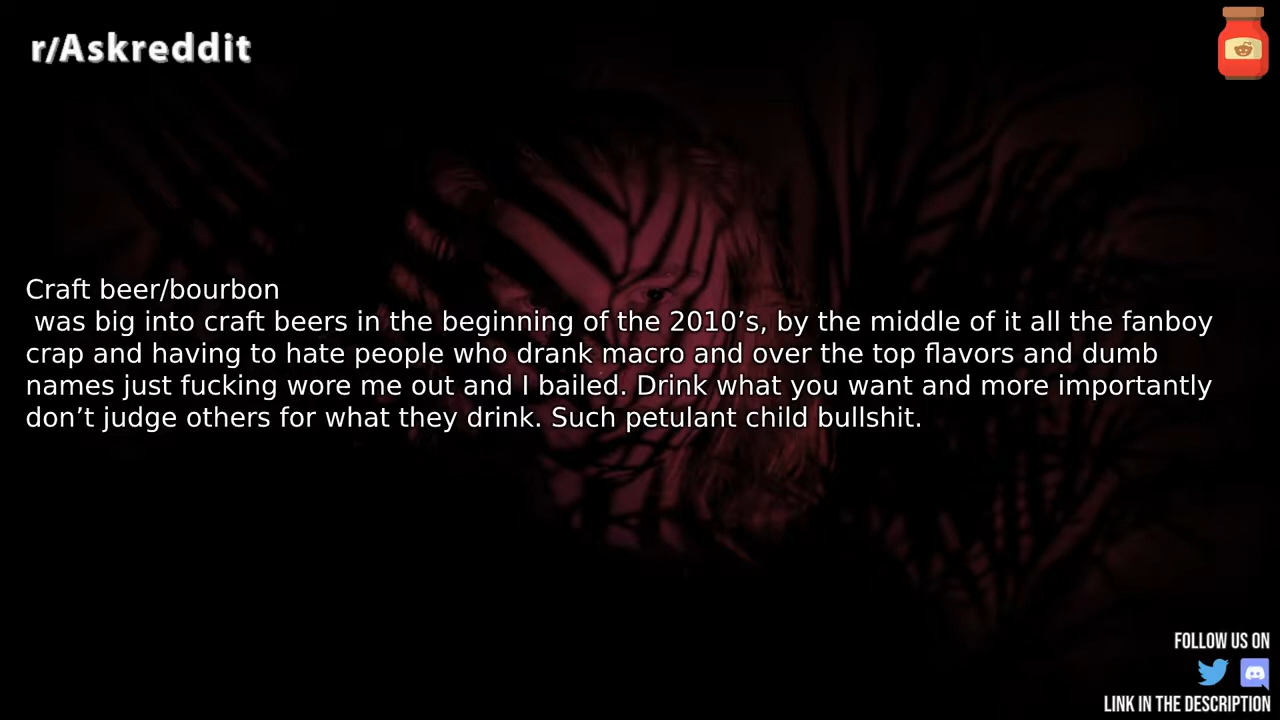 r/Askreddit
Craft beer/bourbon
was big into craft beers in the beginning of the 2010’s, by the middle of it all the fanboy
crap and having to hate people who drank macro and over the top flavors and dumb
names just fucking wore me out and I bailed. Drink what you want and more importantly
don’t judge others for what they drink. Such petulant child bullshit.
FOLLOW US ON
LINK IN THE DESCRIPTION